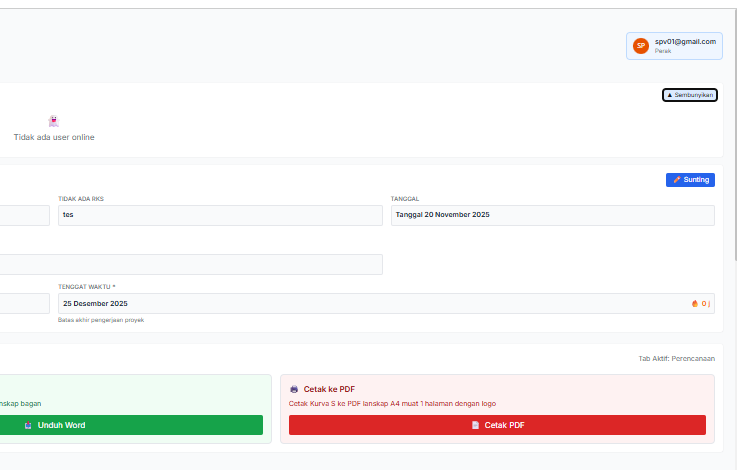 SP
spv01@gmail.com
Perak
▲ Sembunyikan
Tidak ada user online
Sunting
TIDAK ADA RKS
TANGGAL
tes
Tanggal 20 November 2025
TENGGAT WAKTU *
25 Desember 2025
0 j
Batas akhir pengerjaan proyek
Tab Aktif: Perencanaan
Cetak ke PDF
nskap bagan
Cetak Kurva S ke PDF lanskap A4 muat 1 halaman dengan logo
Unduh Word
Cetak PDF